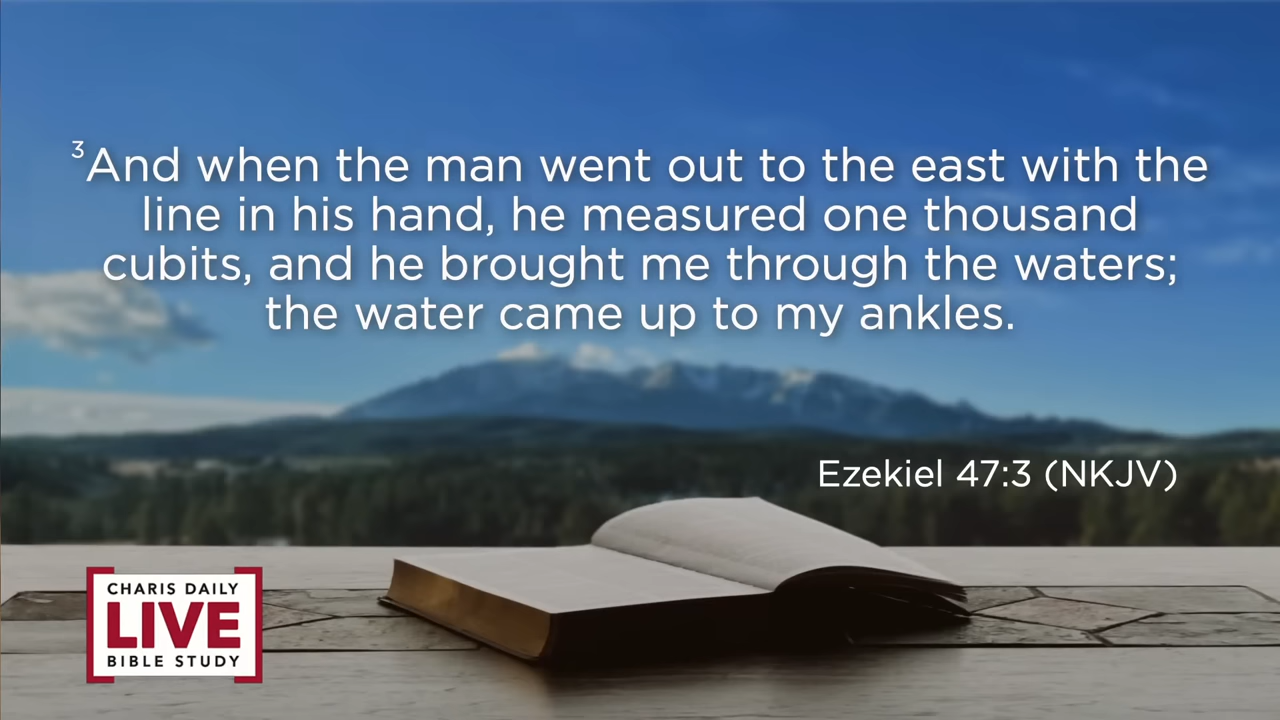 3And when the man went out to the east with the
line in his hand, he measured one thousand
cubits, and he brought me through the waters;
the water came up to my ankles.
Ezekiel 47:3 (NKJV)
CHARIS DAILY
LIVE
BIBLE STUDY